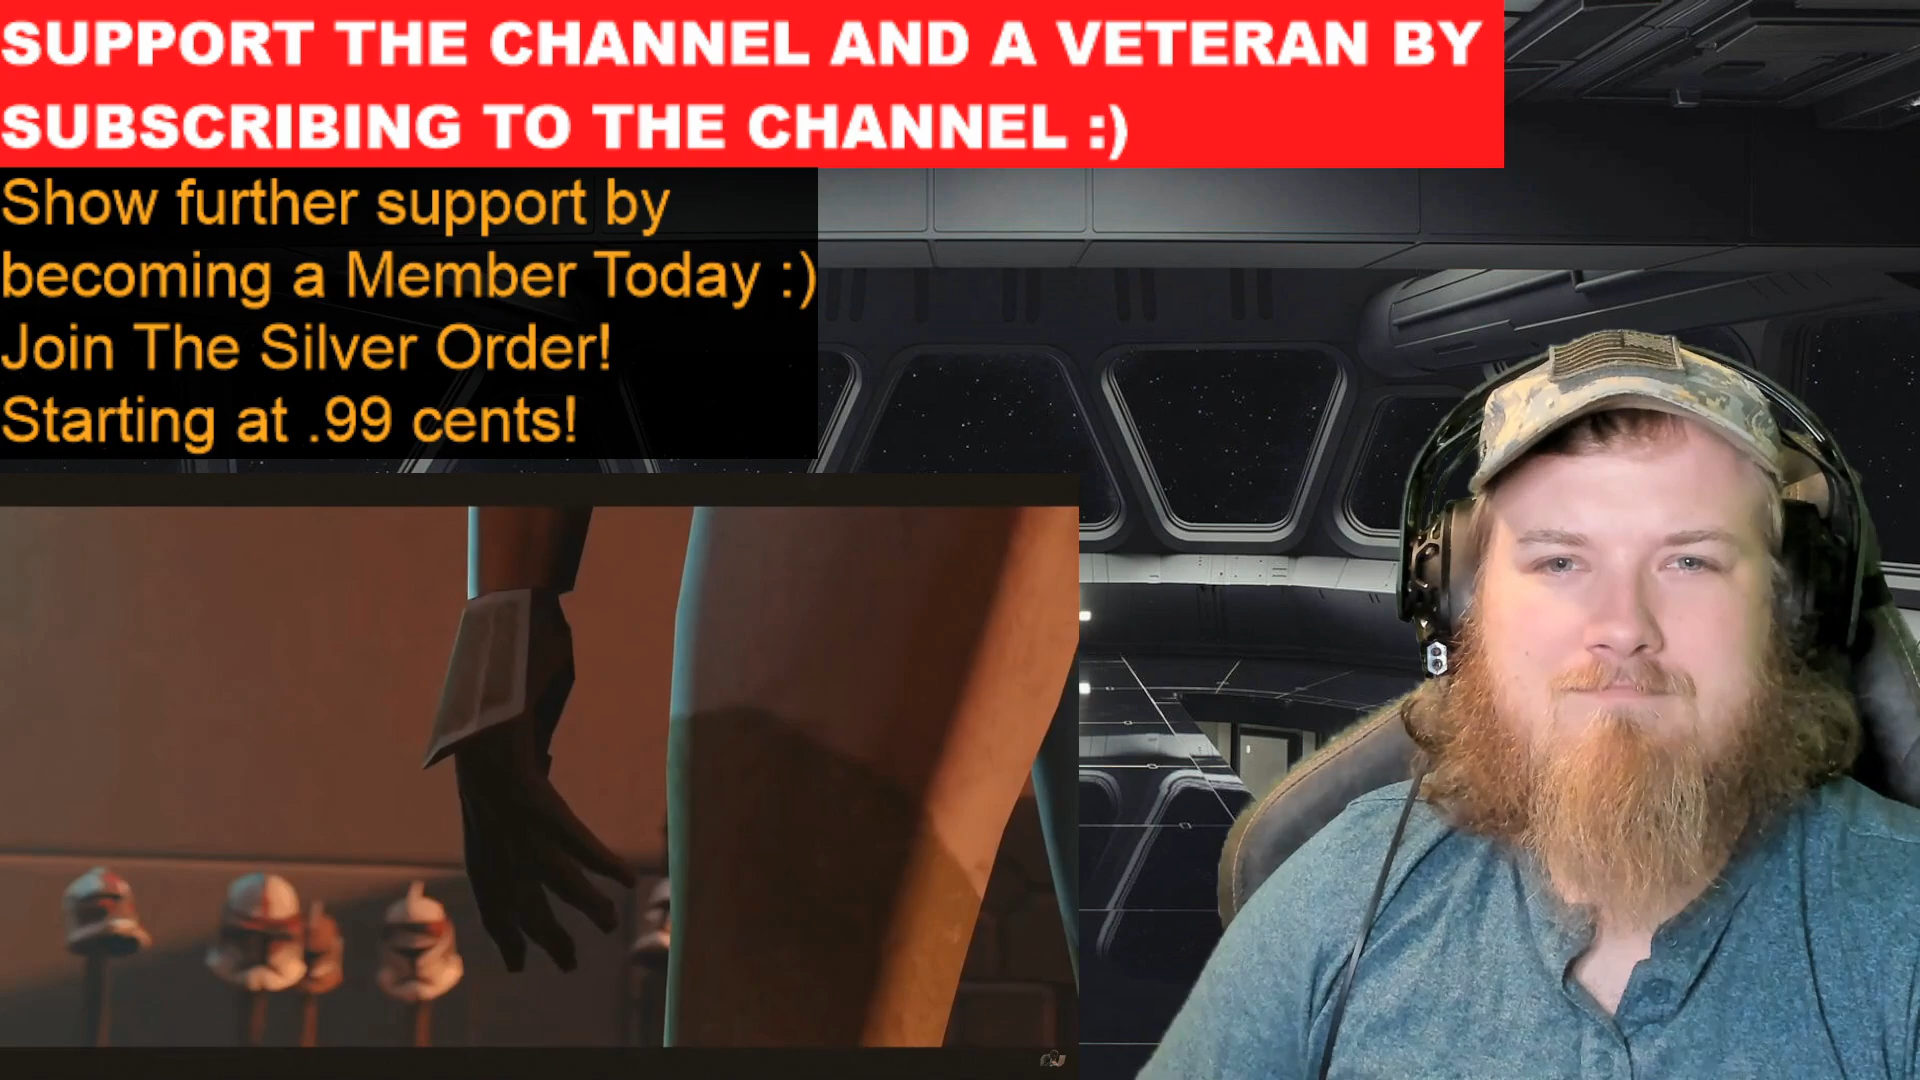 SUPPORT THE CHANNEL AND A VETERAN BY
SUBSCRIBING TO THE CHANNEL :)
Show further support by
becoming a Member Today :)
Join The Silver Order!
Starting at .99 cents!